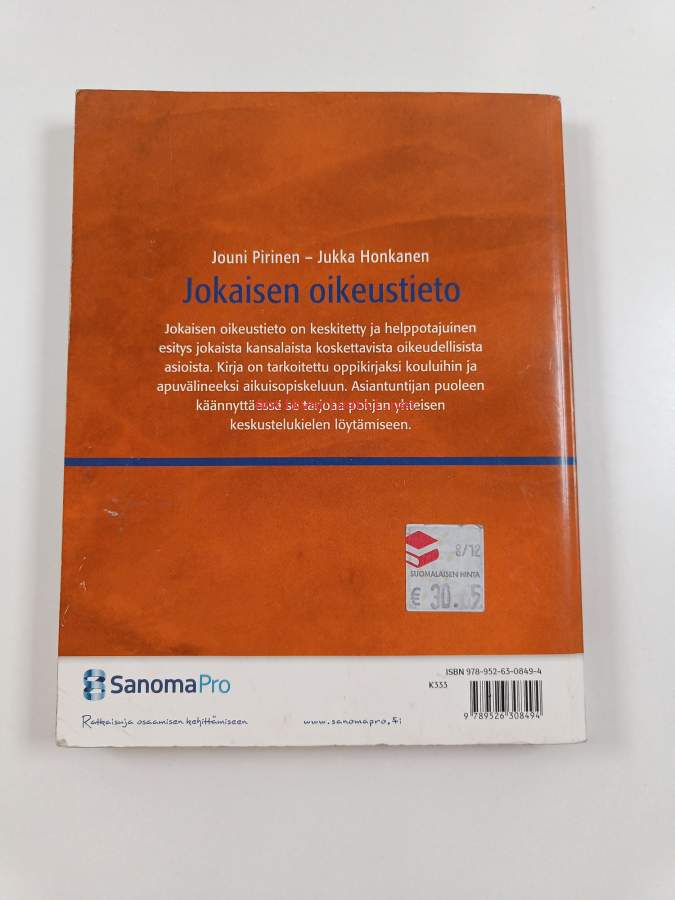 Jouni Pirinen – Jukka Honkanen
Jokaisen oikeustieto
Jokaisen oikeustieto on keskitetty ja helppotajuinen
esitys jokaista kansalaista koskettavista oikeudellisista
asioista. Kirja on tarkoitettu oppikirjaksi kouluihin ja
apuvälineeksi aikuisopiskeluun. Asiantuntijan puoleen
käännyttäessä se tarjoaa pohjan yhteisen
keskustelukielen löytämiseen.
8/12
SUOMALAISEN HINTA
€ 30.
ISBN 978-952-63-0849-4
K333
SanomaPro
9 789526 308494
Ratkaisuja osaamisen kehittämiseen
www.sanomapro.fi